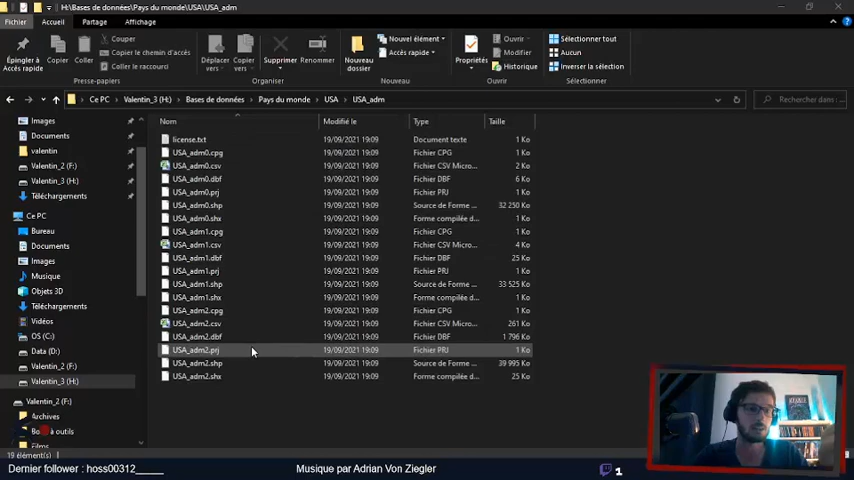 H:\Bases de données\Pays du monde\USA\USA_adm
Fichier Accueil Partage Affichage
Épingler à Accès rapide
Copier
Coller
Couper
Copier le chemin d'accès
Coller le raccourci
Presse-papiers
Déplacer vers
Copier vers
Supprimer
Renommer
Organiser
Nouveau dossier
Nouvel élément
Accès rapide
Nouveau
Propriétés
Ouvrir
Modifier
Historique
Ouvrir
Sélectionner tout
Aucun
Inverser la sélection
Sélectionner
Ce PC > Valentin_3 (H:) > Bases de données > Pays du monde > USA > USA_adm
Rechercher dans :
Images
Documents
valentin
Valentin_2 (F:)
Valentin_3 (H:)
Téléchargements
Ce PC
Bureau
Documents
Images
Musique
Objets 3D
Téléchargements
Vidéos
OS (C:)
Data (D:)
Valentin_2 (F:)
Valentin_3 (H:)
Valentin_2 (F:)
Archives
à outils
Films
Nom Modifié le Type Taille
license.txt 19/09/2021 19:09 Document texte 1 Ko
USA_adm0.cpg 19/09/2021 19:09 Fichier CPG 1 Ko
USA_adm0.csv 19/09/2021 19:09 Fichier CSV Micro... 2 Ko
USA_adm0.dbf 19/09/2021 19:09 Fichier DBF 6 Ko
USA_adm0.prj 19/09/2021 19:09 Fichier PRJ 1 Ko
USA_adm0.shp 19/09/2021 19:09 Source de Forme ... 32 250 Ko
USA_adm0.shx 19/09/2021 19:09 Forme compilée d... 1 Ko
USA_adm1.cpg 19/09/2021 19:09 Fichier CPG 1 Ko
USA_adm1.csv 19/09/2021 19:09 Fichier CSV Micro... 4 Ko
USA_adm1.dbf 19/09/2021 19:09 Fichier DBF 25 Ko
USA_adm1.prj 19/09/2021 19:09 Fichier PRJ 1 Ko
USA_adm1.shp 19/09/2021 19:09 Source de Forme ... 33 525 Ko
USA_adm1.shx 19/09/2021 19:09 Forme compilée d... 1 Ko
USA_adm2.cpg 19/09/2021 19:09 Fichier CPG 1 Ko
USA_adm2.csv 19/09/2021 19:09 Fichier CSV Micro... 261 Ko
USA_adm2.dbf 19/09/2021 19:09 Fichier DBF 1 796 Ko
USA_adm2.prj 19/09/2021 19:09 Fichier PRJ 1 Ko
USA_adm2.shp 19/09/2021 19:09 Source de Forme ... 39 995 Ko
USA_adm2.shx 19/09/2021 19:09 Forme compilée d... 25 Ko
19 élément(s)
Dernier follower : hoss00312_____ Musique par Adrian Von Ziegler 1